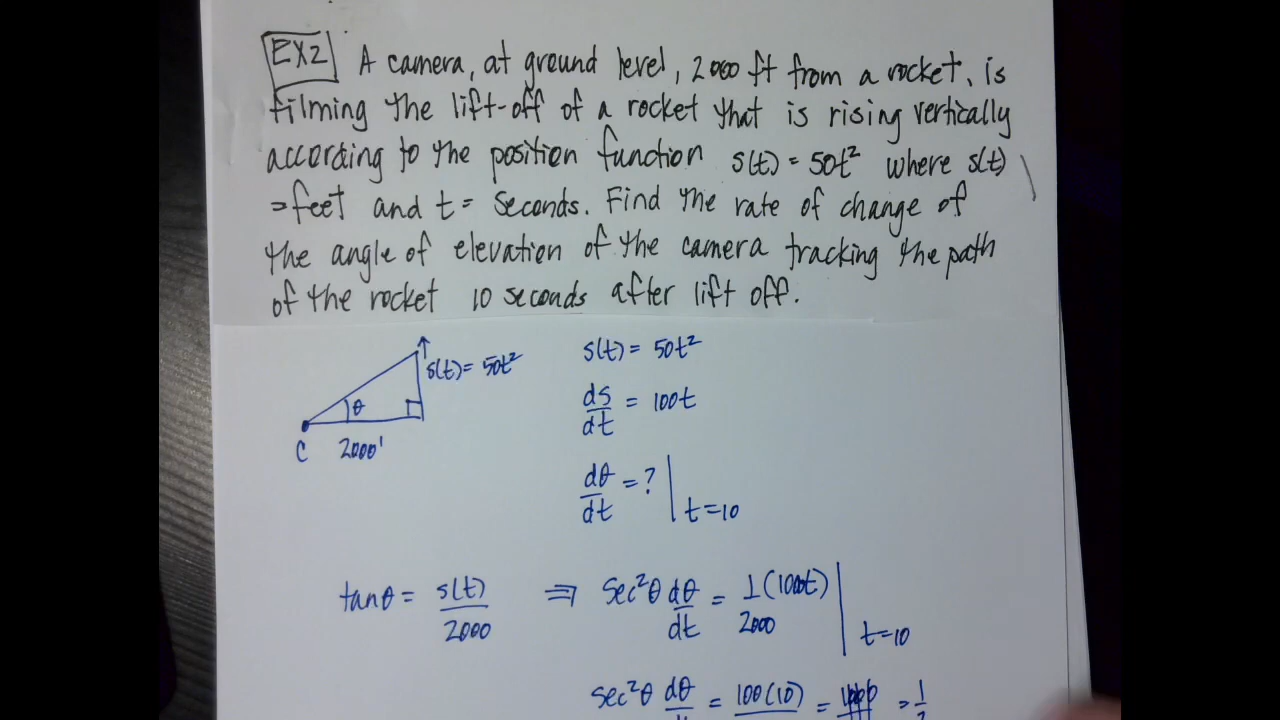 EX2 A camera, at ground level, 2000 ft from a rocket, is
filming the lift-off of a rocket that is rising vertically
according to the position function s(t) = 50t² where s(t)
= feet and t = seconds. Find the rate of change of
the angle of elevation of the camera tracking the path
of the rocket 10 seconds after lift off.
s(t) = 50t²
θ
C
2000'
s(t) = 50t²
ds/dt = 100t
dθ/dt = ? | t=10
tanθ = s(t)/2000 ⇒ sec²θ dθ/dt = 1/2000 (100t) | t=10
sec²θ dθ = 100(10) = = 1